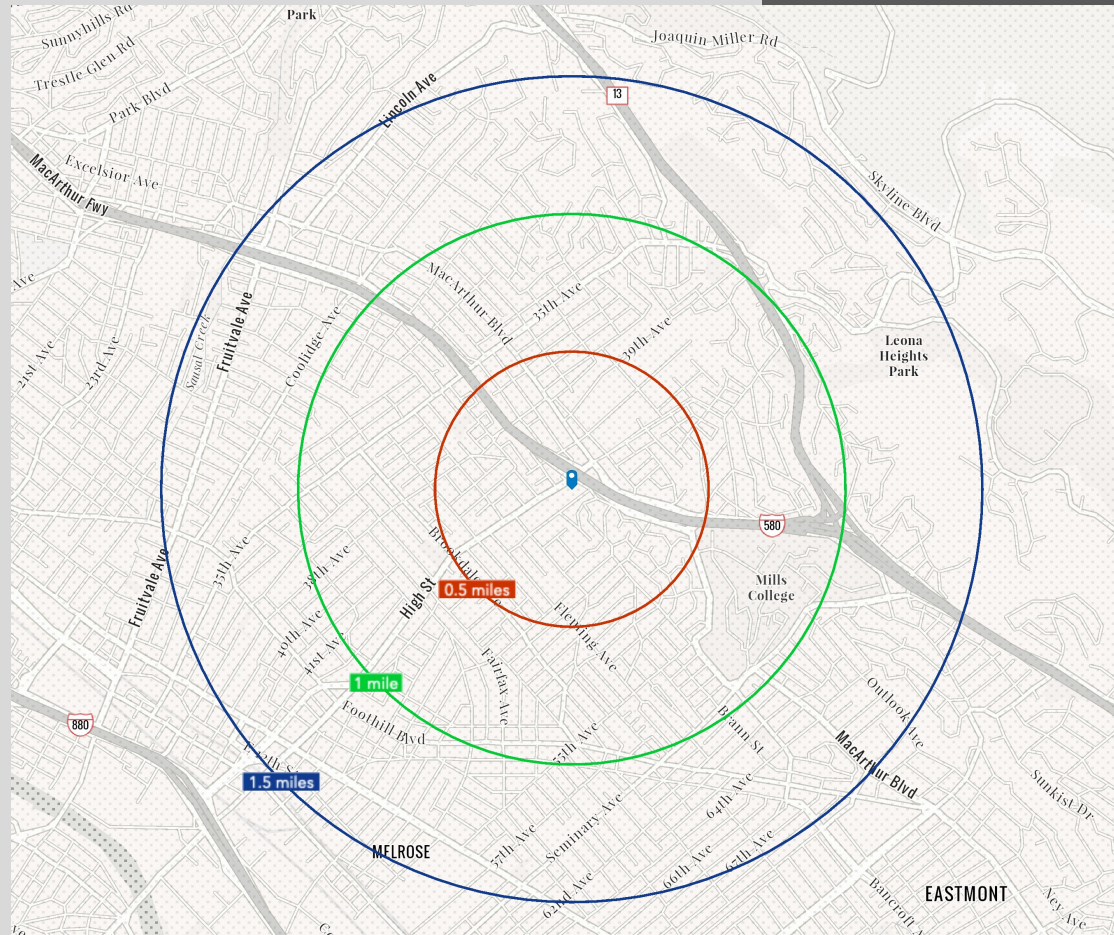 Park
Sunnyhills Rd
Joaquin Miller Rd
Trestle Glen Rd
Park Blvd
Lincoln Ave
13
MacArthur Fwy
Excelsior Ave
Skyline Blvd
Ave
MacArthur Blvd
35th Ave
39th Ave
Fruitvale Ave
Sausal Creek
Coolidge Ave
21st Ave
23rd Ave
Leona
Heights
Park
580
Brookdale Ave
0.5 miles
High St
38th Ave
35th Ave
Fruitvale Ave
Mills
College
Fleming Ave
40th Ave
41st Ave
Fairfax Ave
1 mile
Foothill Blvd
880
55th Ave
Brann St
Outlook Ave
MacArthur Blvd
1.5 miles
Sunkist Dr
64th Ave
Seminary Ave
57th Ave
MELROSE
66th Ave
67th Ave
62nd Ave
Bancroft A
EASTMONT
Ney Ave